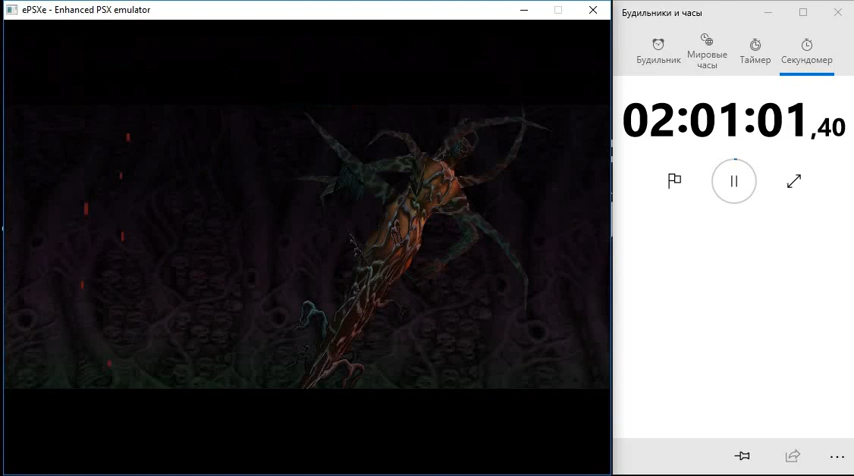 ePSXe - Enhanced PSX emulator
Будильники и часы
Будильник
Мировые
часы
Таймер
Секундомер
02:01:01,40